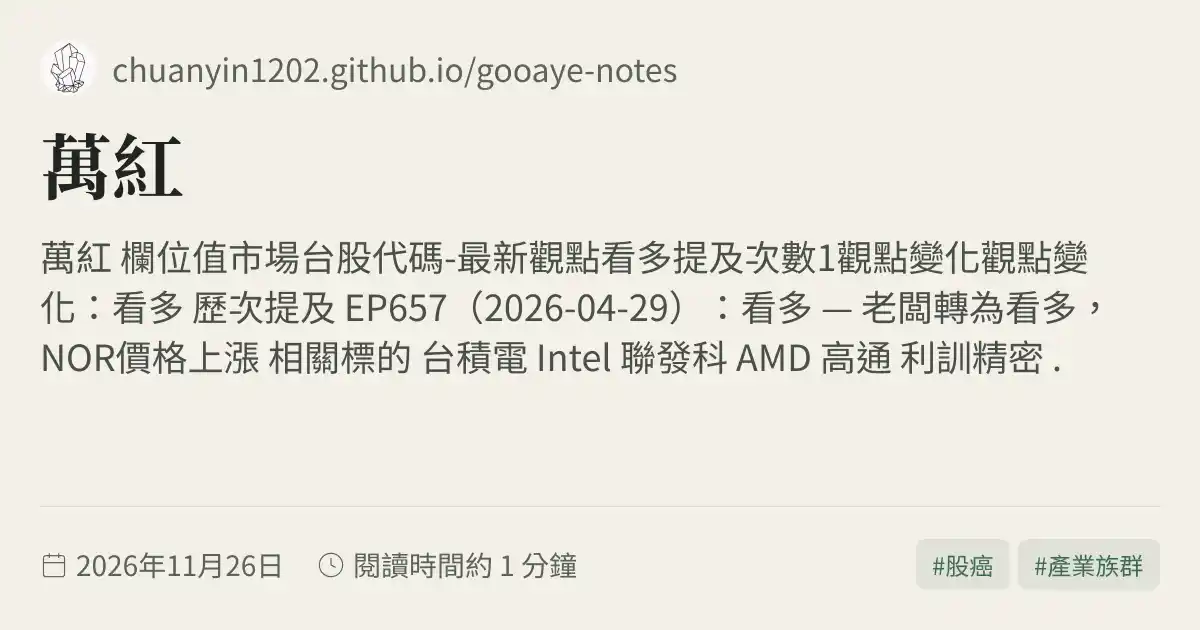 chuanyin1202.github.io/gooaye-notes
萬紅
萬紅 欄位值市場台股代碼-最新觀點看多提及次數1觀點變化觀點變
化：看多 歷次提及 EP657（2026-04-29）：看多 — 老闆轉為看多，
NOR價格上漲 相關標的 台積電 Intel 聯發科 AMD 高通 利訓精密 .
2026年11月26日 閱讀時間約 1 分鐘 #股癌 #產業族群